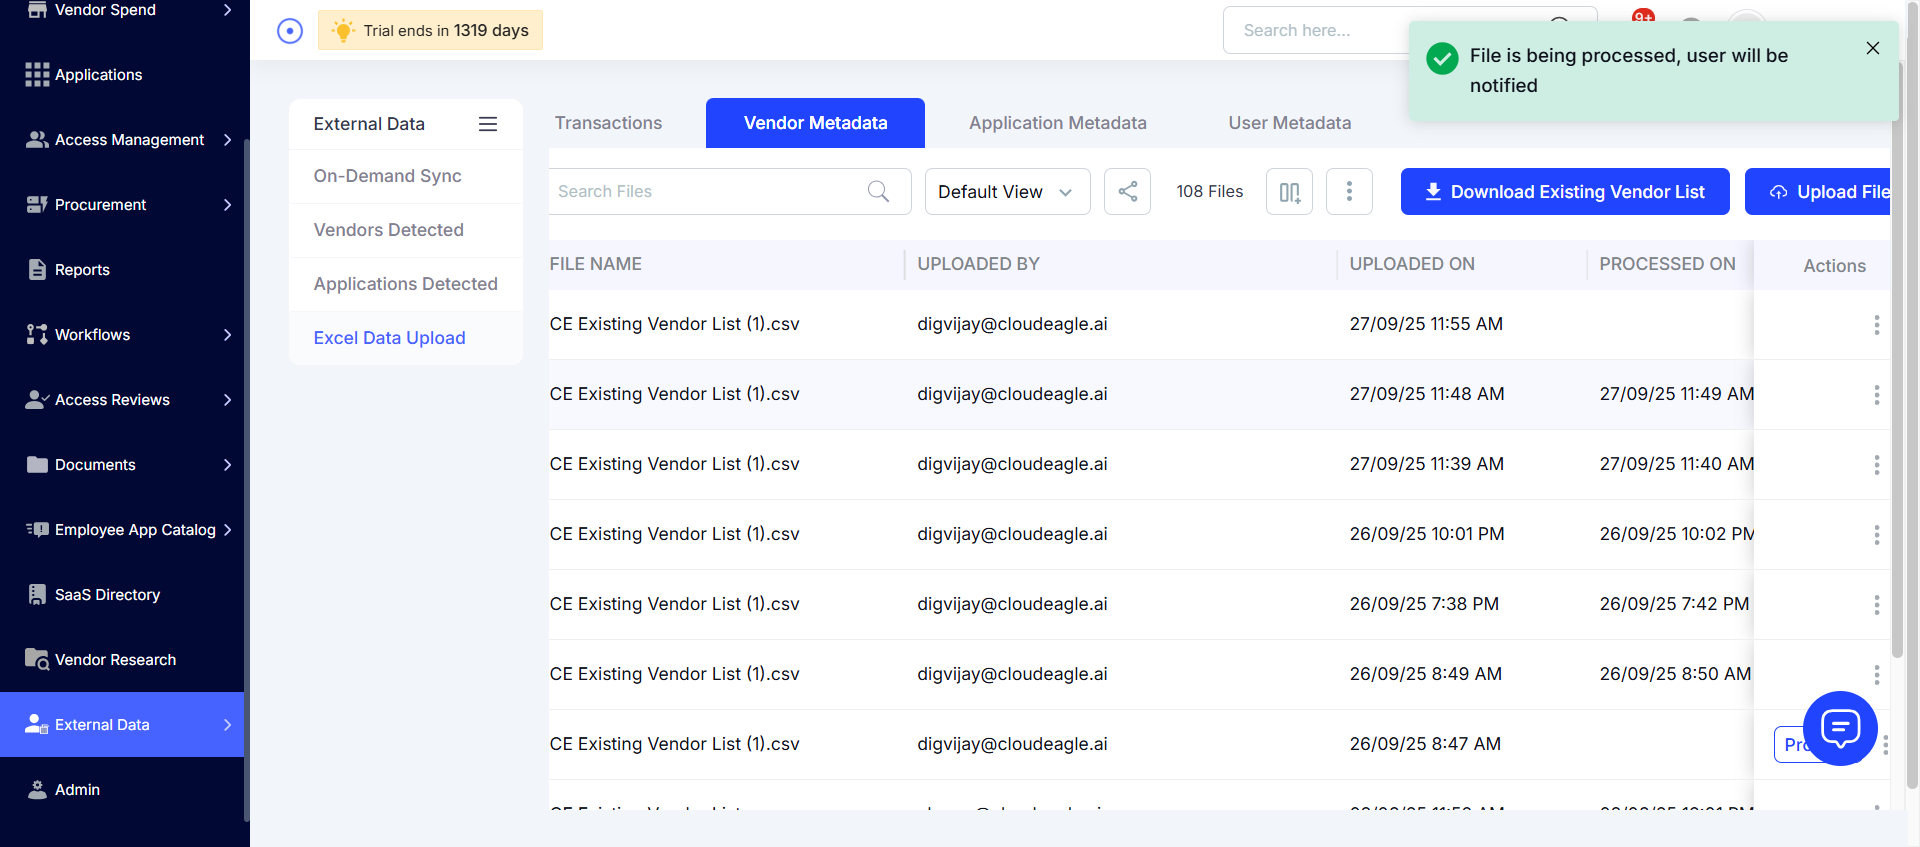 Vendor Spend
Applications
Access Management
Procurement
Reports
Workflows
Access Reviews
Documents
Employee App Catalog
SaaS Directory
Vendor Research
External Data
Admin
Trial ends in 1319 days
Search here...
9+
File is being processed, user will be
notified
External Data
On-Demand Sync
Vendors Detected
Applications Detected
Excel Data Upload
Transactions Vendor Metadata Application Metadata User Metadata
Search Files Default View 108 Files Download Existing Vendor List Upload File
FILE NAME UPLOADED BY UPLOADED ON PROCESSED ON Actions
CE Existing Vendor List (1).csv digvijay@cloudeagle.ai 27/09/25 11:55 AM
CE Existing Vendor List (1).csv digvijay@cloudeagle.ai 27/09/25 11:48 AM 27/09/25 11:49 AM
CE Existing Vendor List (1).csv digvijay@cloudeagle.ai 27/09/25 11:39 AM 27/09/25 11:40 AM
CE Existing Vendor List (1).csv digvijay@cloudeagle.ai 26/09/25 10:01 PM 26/09/25 10:02 PM
CE Existing Vendor List (1).csv digvijay@cloudeagle.ai 26/09/25 7:38 PM 26/09/25 7:42 PM
CE Existing Vendor List (1).csv digvijay@cloudeagle.ai 26/09/25 8:49 AM 26/09/25 8:50 AM
CE Existing Vendor List (1).csv digvijay@cloudeagle.ai 26/09/25 8:47 AM